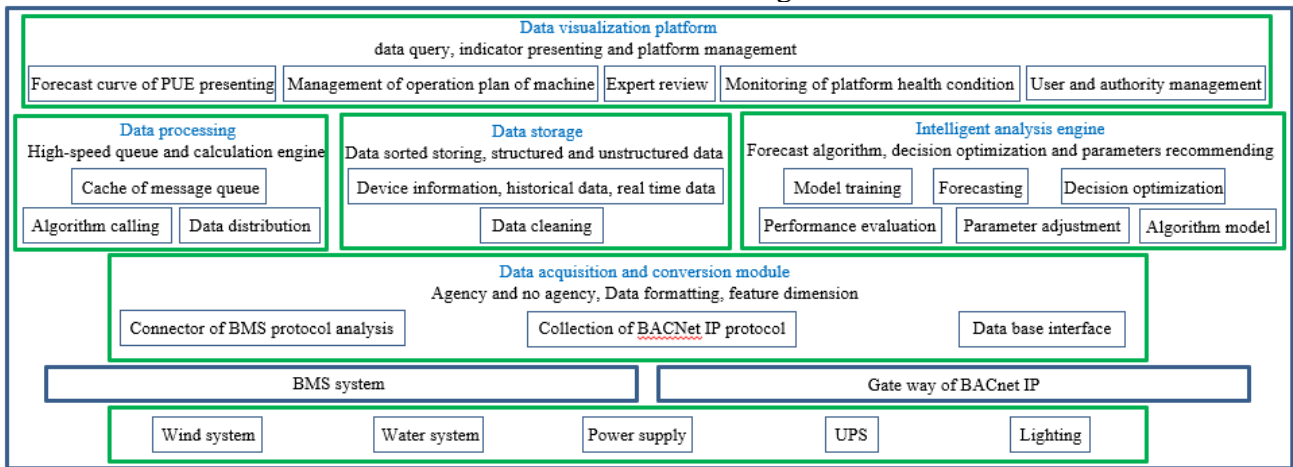 Data visualization platform
data query, indicator presenting and platform management
Forecast curve of PUE presenting
Management of operation plan of machine
Expert review
Monitoring of platform health condition
User and authority management
Data processing
High-speed queue and calculation engine
Cache of message queue
Algorithm calling
Data distribution
Data storage
Data sorted storing, structured and unstructured data
Device information, historical data, real time data
Data cleaning
Intelligent analysis engine
Forecast algorithm, decision optimization and parameters recommending
Model training
Forecasting
Decision optimization
Performance evaluation
Parameter adjustment
Algorithm model
Data acquisition and conversion module
Agency and no agency, Data formatting, feature dimension
Connector of BMS protocol analysis
Collection of BACNet IP protocol
Data base interface
BMS system
Gate way of BACnet IP
Wind system
Water system
Power supply
UPS
Lighting